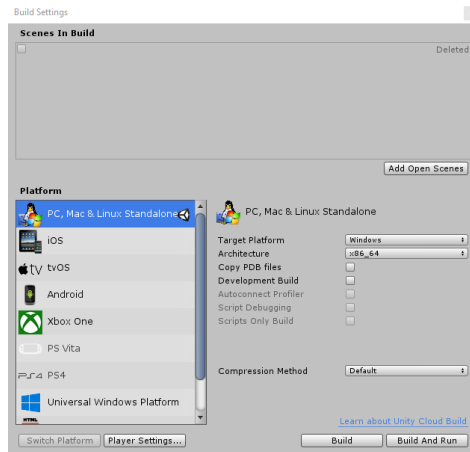 Build Settings
Scenes In Build
Deleted
Add Open Scenes
Platform
PC, Mac & Linux Standalone
iOS
tv tvOS
Android
Xbox One
PS Vita
PS4 PS4
Universal Windows Platform
HTML
PC, Mac & Linux Standalone
Target Platform Windows
Architecture x86_64
Copy PDB files
Development Build
Autoconnect Profiler
Script Debugging
Scripts Only Build
Compression Method Default
Learn about Unity Cloud Build
Switch Platform Player Settings... Build Build And Run